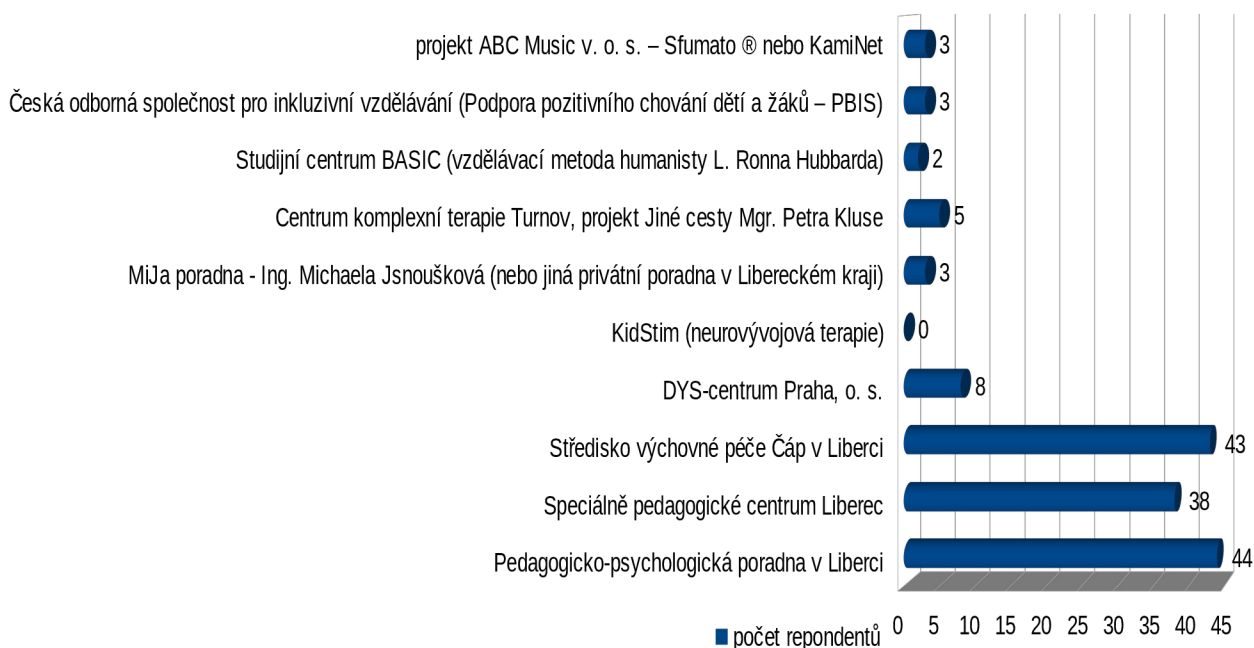 projekt ABC Music v. o. s. – Sfumato ® nebo KamiNet 3
Česká odborná společnost pro inkluzivní vzdělávání (Podpora pozitivního chování dětí a žáků – PBIS) 3
Studijní centrum BASIC (vzdělávací metoda humanisty L. Ronna Hubbarda) 2
Centrum komplexní terapie Turnov, projekt Jiné cesty Mgr. Petra Kluse 5
MiJa poradna - Ing. Michaela Jsnoušková (nebo jiná privátní poradna v Libereckém kraji) 3
KidStim (neurovývojová terapie) 0
DYS-centrum Praha, o. s. 8
Středisko výchovné péče Čáp v Liberci 43
Speciálně pedagogické centrum Liberec 38
Pedagogicko-psychologická poradna v Liberci 44
0 5 10 15 20 25 30 35 40 45
počet repondentů